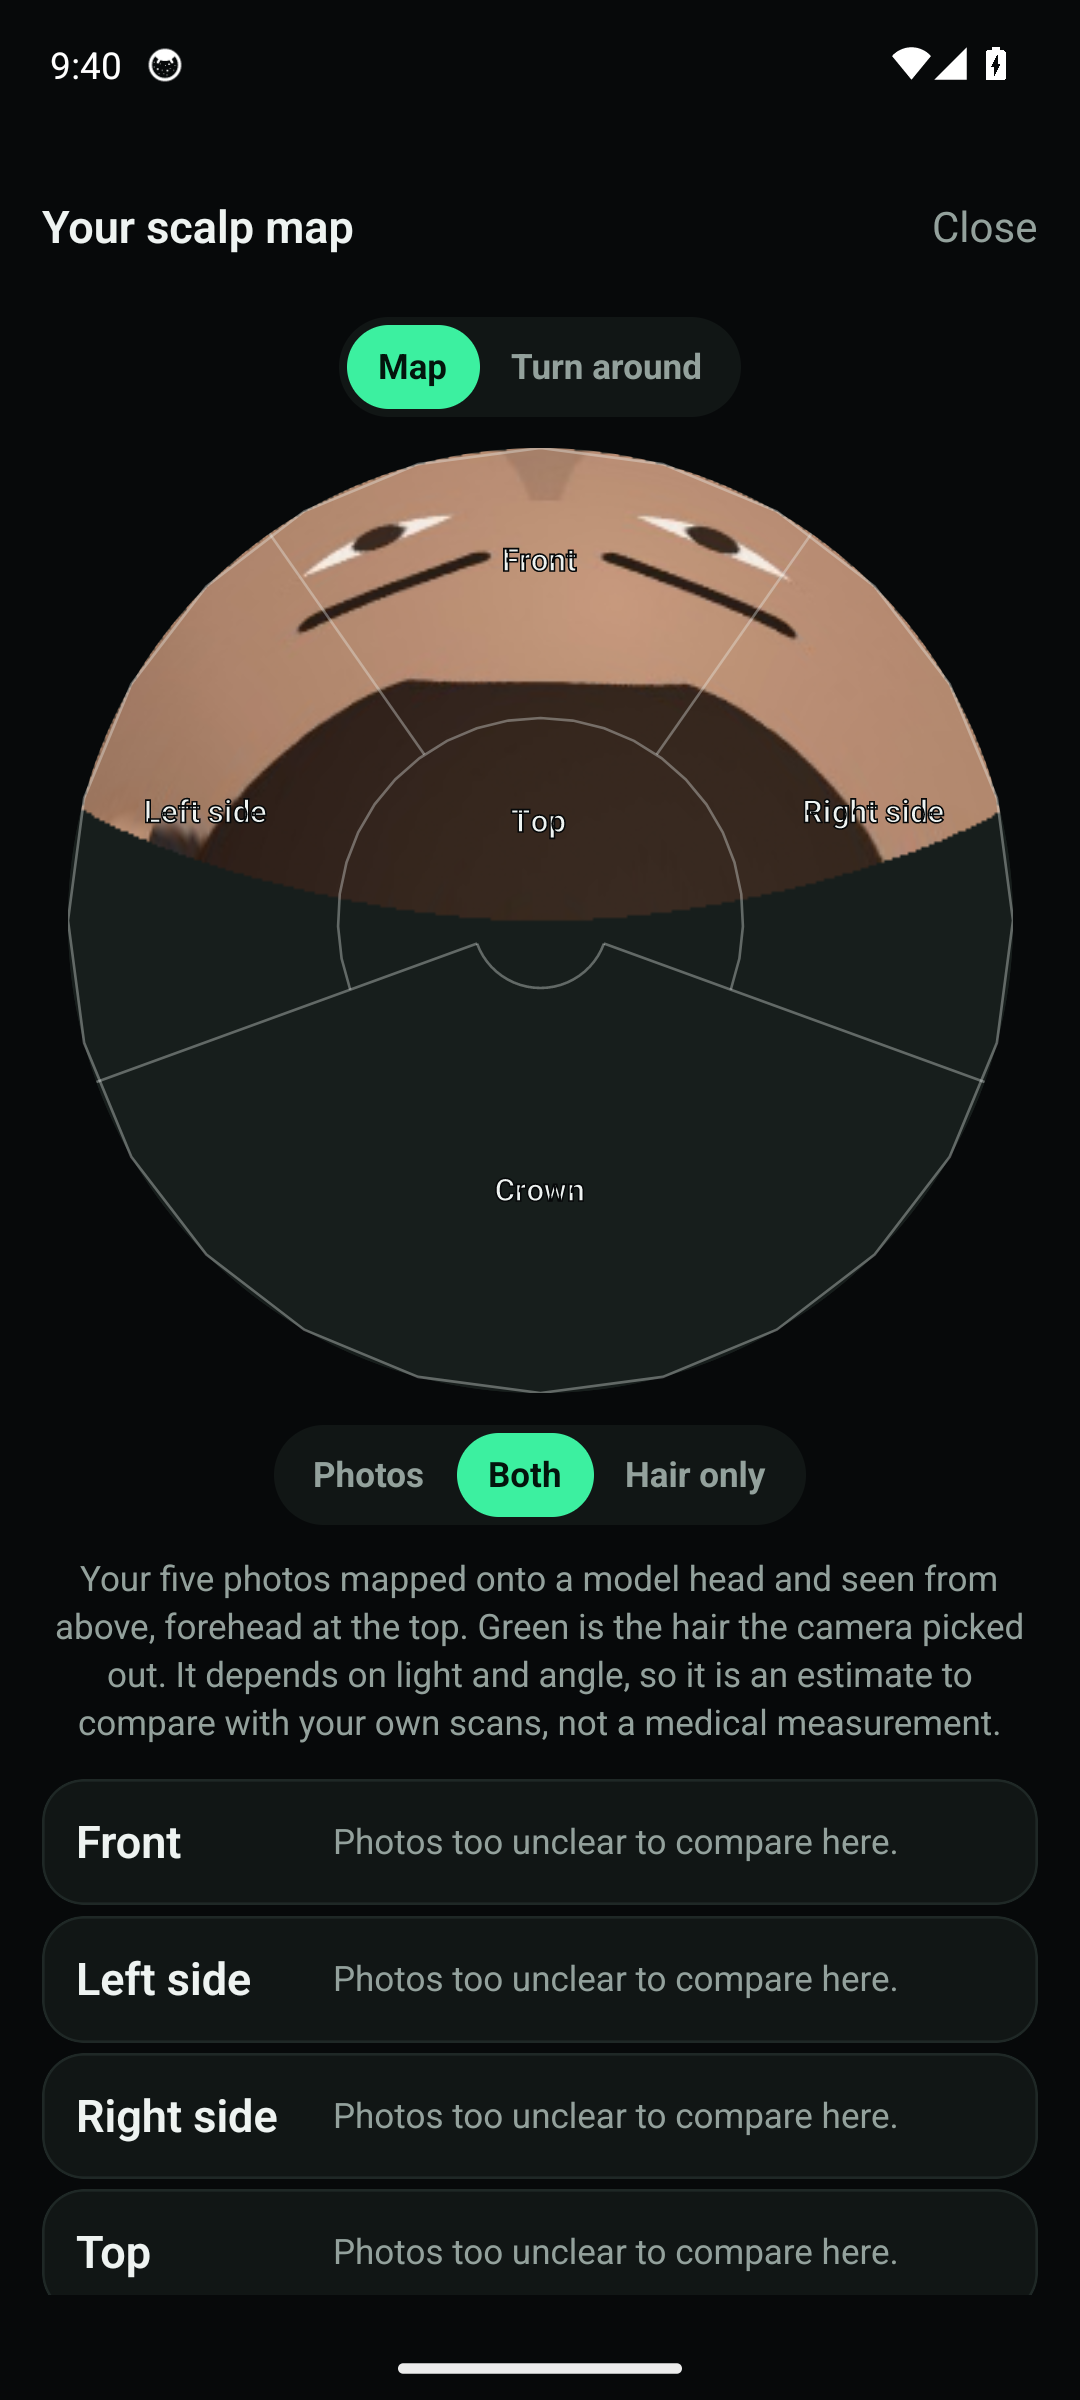 9:40
Your scalp map
Close
Map
Turn around
Front
Left side
Top
Right side
Crown
Photos
Both
Hair only
Your five photos mapped onto a model head and seen from
above, forehead at the top. Green is the hair the camera picked
out. It depends on light and angle, so it is an estimate to
compare with your own scans, not a medical measurement.
Front
Photos too unclear to compare here.
Left side
Photos too unclear to compare here.
Right side
Photos too unclear to compare here.
Top
Photos too unclear to compare here.